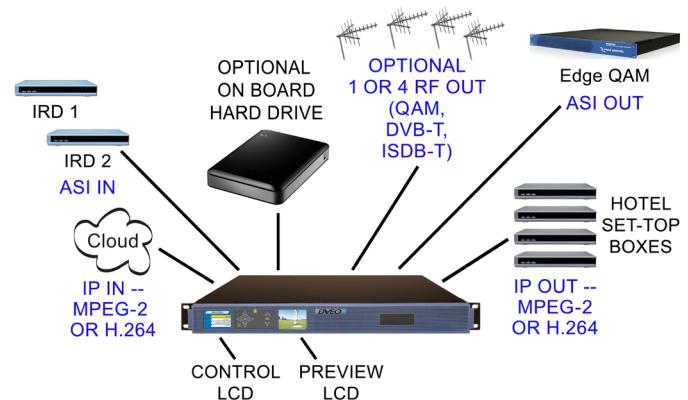 IRD 1
IRD 2
ASI IN
OPTIONAL
ON BOARD
HARD DRIVE
OPTIONAL
1 OR 4 RF OUT
(QAM,
DVB-T,
ISDB-T)
Edge QAM
ASI OUT
Cloud
IP IN --
MPEG-2
OR H.264
HOTEL
SET-TOP
BOXES
IP OUT --
MPEG-2
OR H.264
DVEO
CONTROL
LCD
PREVIEW
LCD